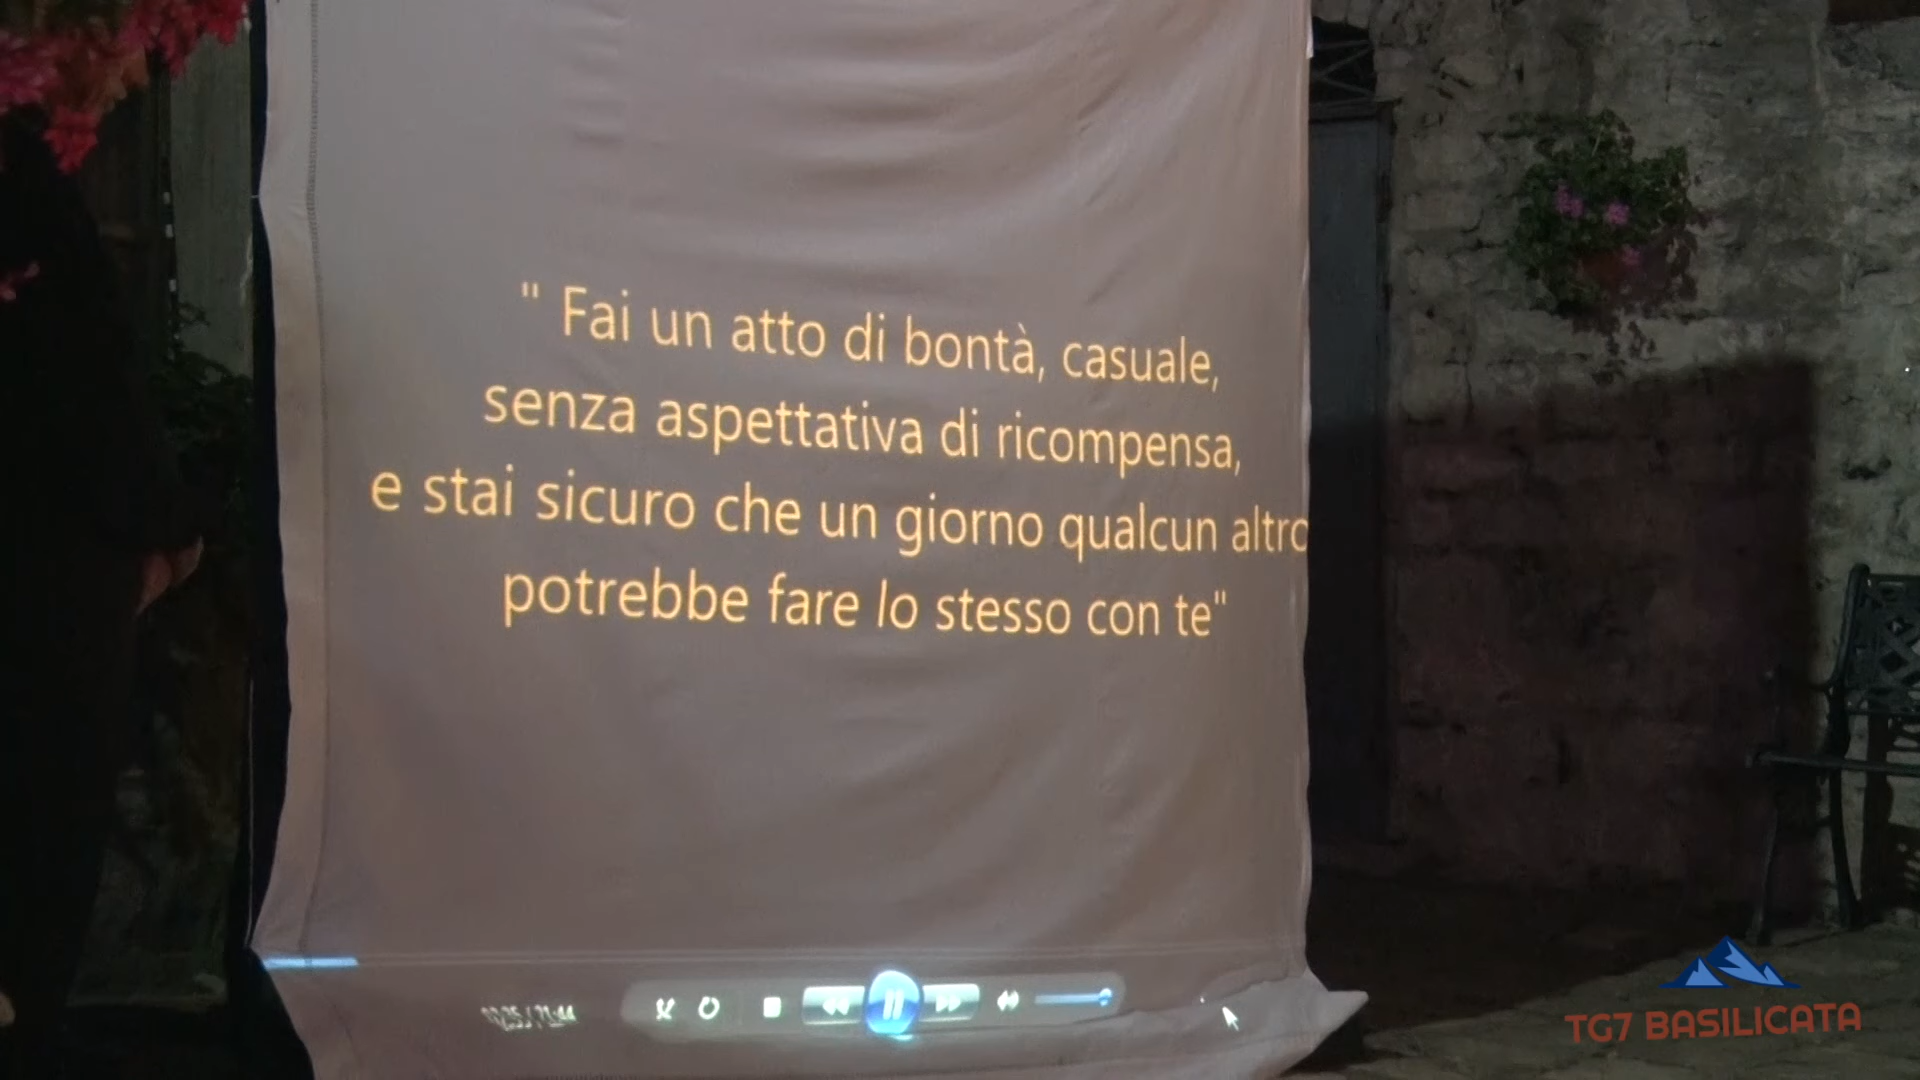 " Fai un atto di bontà, casuale,
senza aspettativa di ricompensa,
e stai sicuro che un giorno qualcun altro
potrebbe fare lo stesso con te"
TG7 BASILICATA